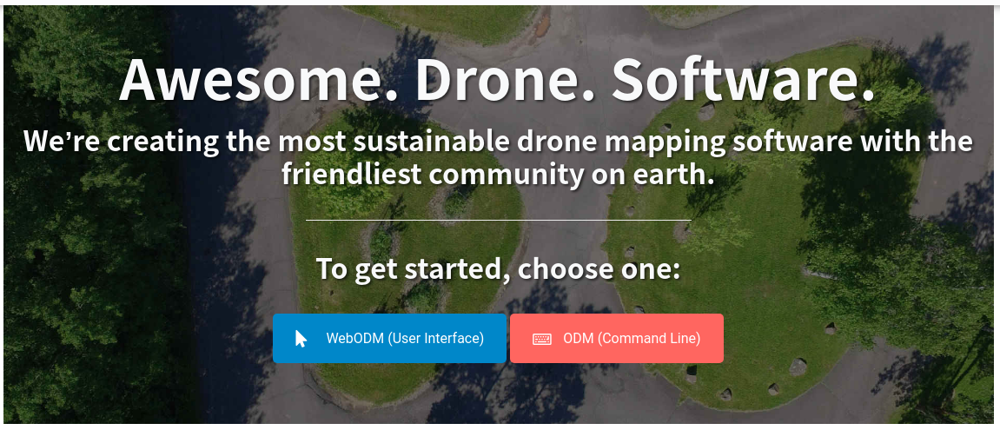 Awesome. Drone. Software.
We’re creating the most sustainable drone mapping software with the
friendliest community on earth.
To get started, choose one:
WebODM (User Interface)
ODM (Command Line)